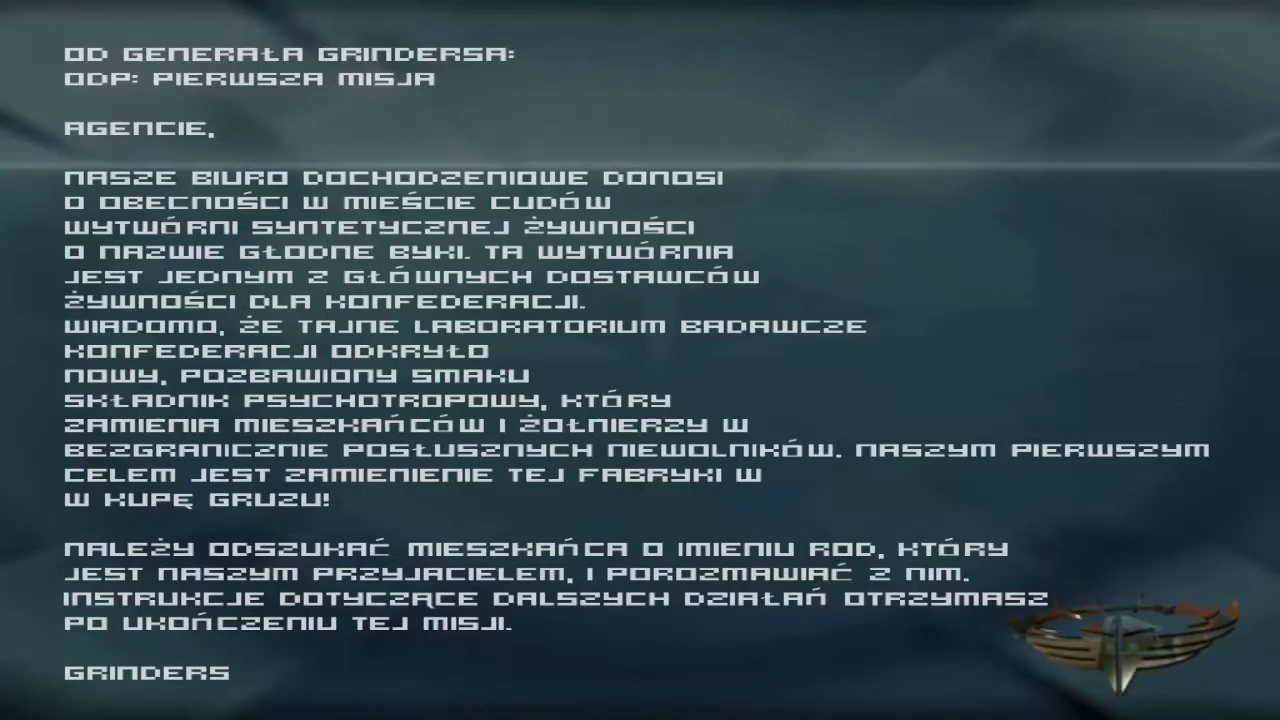 OD GENERAŁA GRINDERSA:
ODP: PIERWSZA MISJA
AGENCIE,
NASZE BIURO DOCHODZENIOWE DONOSI
O OBECNOŚCI W MIEŚCIE CUDÓW
WYTWÓRNI SYNTETYCZNEJ ŻYWNOŚCI
O NAZWIE GŁODNE BYKI. TA WYTWÓRNIA
JEST JEDNYM Z GŁÓWNYCH DOSTAWCÓW
ŻYWNOŚCI DLA KONFEDERACJI.
WIADOMO, ŻE TAJNE LABORATORIUM BADAWCZE
KONFEDERACJI ODKRYŁO
NOWY, POZBAWIONY SMAKU
SKŁADNIK PSYCHOTROPOWY, KTÓRY
ZAMIENIA MIESZKAŃCÓW I ŻOŁNIERZY W
BEZGRANICZNIE POSŁUSZNYCH NIEWOLNIKÓW. NASZYM PIERWSZYM
CELEM JEST ZAMIENIENIE TEJ FABRYKI W
W KUPĘ GRUZU!
NALEŻY ODSZUKAĆ MIESZKAŃCA O IMIENIU ROD, KTÓRY
JEST NASZYM PRZYJACIELEM, I POROZMAWIAĆ Z NIM.
INSTRUKCJE DOTYCZĄCE DALSZYCH DZIAŁAŃ OTRZYMASZ
PO UKOŃCZENIU TEJ MISJI.
GRINDERS